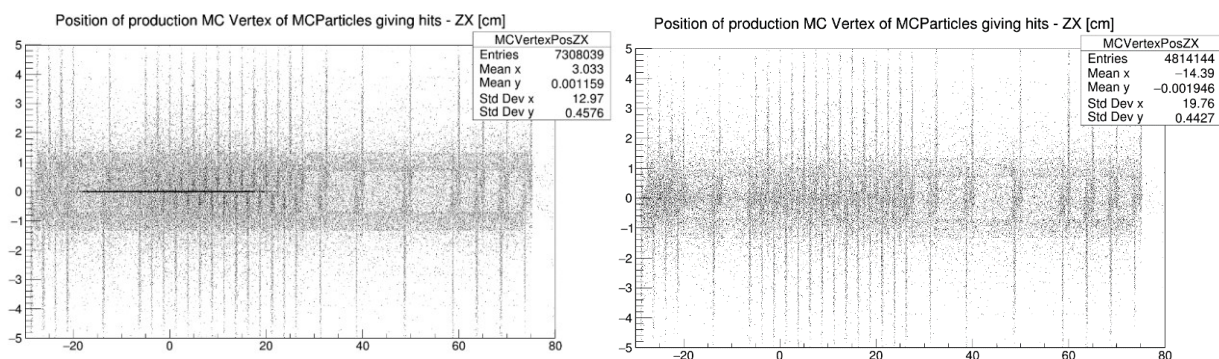 Position of production MC Vertex of MCParticles giving hits - ZX [cm]
MCVertexPosZX
Entries 7308039
Mean x 3.033
Mean y 0.001159
Std Dev x 12.97
Std Dev y 0.4576
5
4
3
2
1
0
−1
−2
−3
−4
−5
−20 0 20 40 60 80
Position of production MC Vertex of MCParticles giving hits - ZX [cm]
MCVertexPosZX
Entries 4814144
Mean x −14.39
Mean y −0.001946
Std Dev x 19.76
Std Dev y 0.4427
5
4
3
2
1
0
−1
−2
−3
−4
−5
−20 0 20 40 60 80